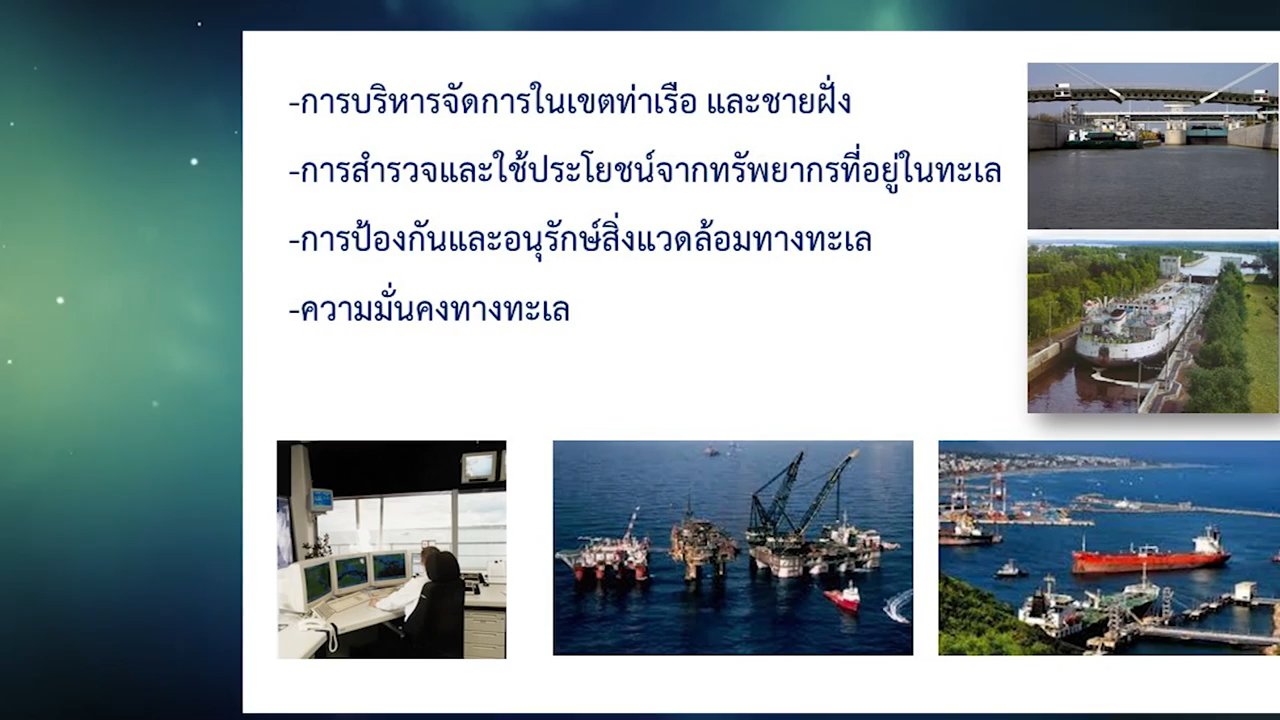 -การบริหารจัดการในเขตท่าเรือ และชายฝั่ง
-การสำรวจและใช้ประโยชน์จากทรัพยากรที่อยู่ในทะเล
-การป้องกันและอนุรักษ์สิ่งแวดล้อมทางทะเล
-ความมั่นคงทางทะเล